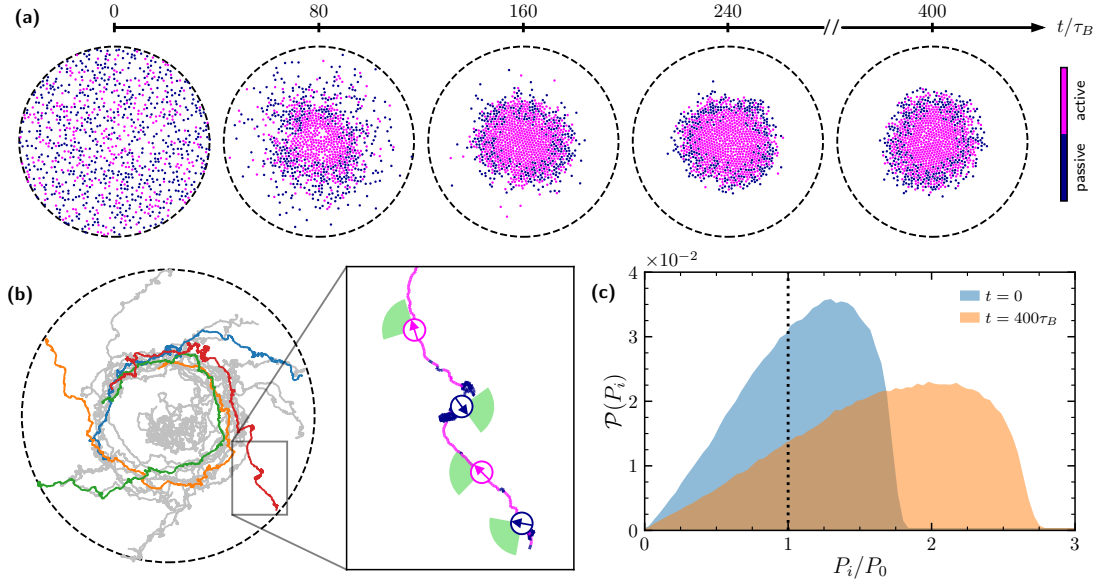 (a)
0 80 160 240 400
//
t/τ_B
active
passive
(b)
(c)
×10⁻²
4
3
2
1
0
𝒫(P_i)
t = 0
t = 400τ_B
0 1 2 3
P_i/P_0